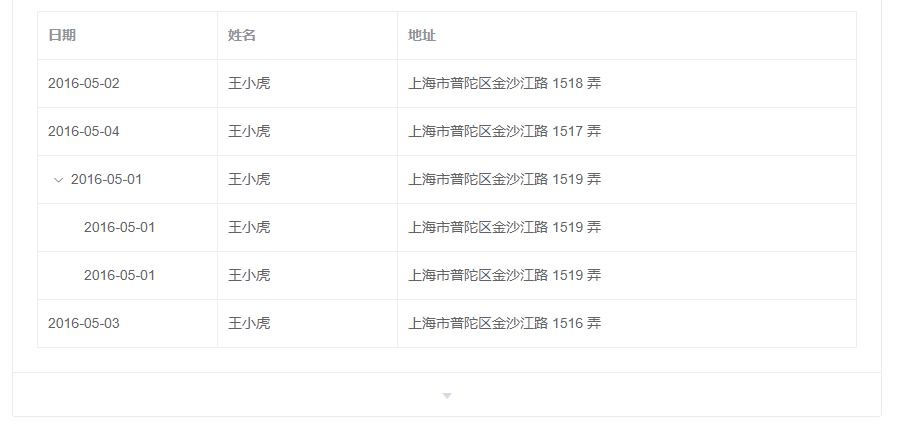 日期 姓名 地址
2016-05-02 王小虎 上海市普陀区金沙江路 1518 弄
2016-05-04 王小虎 上海市普陀区金沙江路 1517 弄
2016-05-01 王小虎 上海市普陀区金沙江路 1519 弄
2016-05-01 王小虎 上海市普陀区金沙江路 1519 弄
2016-05-01 王小虎 上海市普陀区金沙江路 1519 弄
2016-05-03 王小虎 上海市普陀区金沙江路 1516 弄